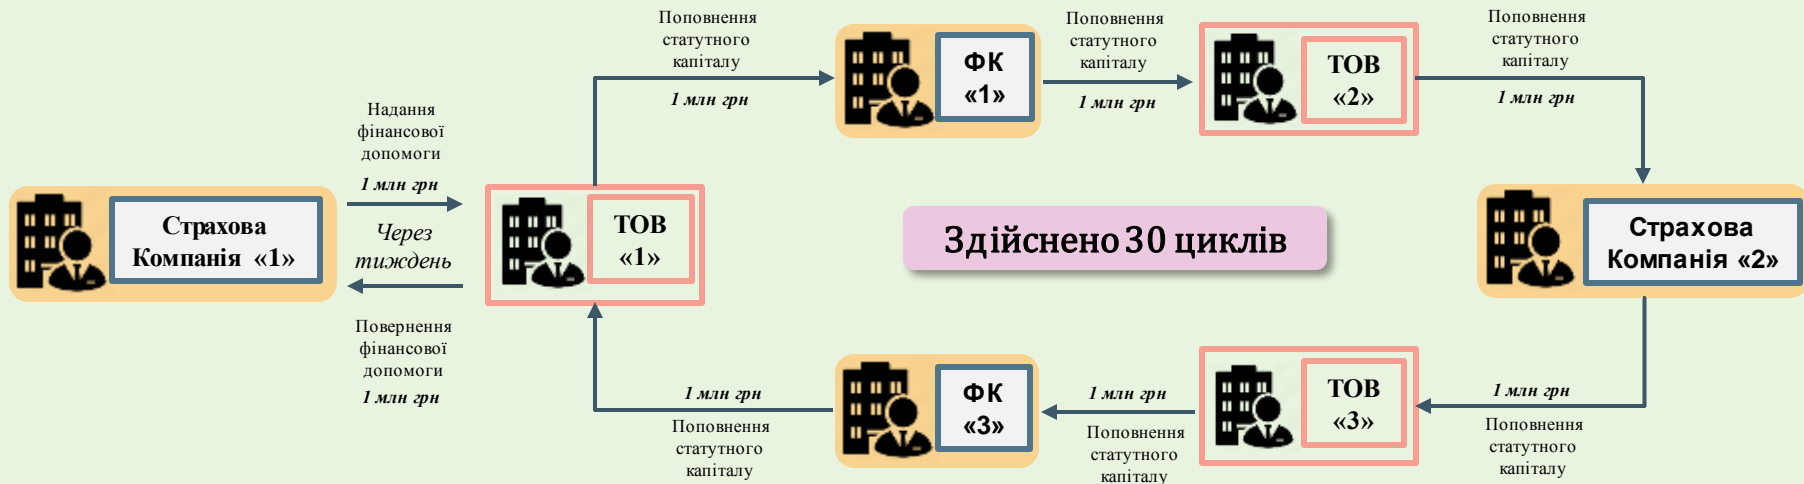 Поповнення
статутного
капіталу
1 млн грн
ФК
«1»
Поповнення
статутного
капіталу
1 млн грн
ТОВ
«2»
Поповнення
статутного
капіталу
1 млн грн
Надання
фінансової
допомоги
1 млн грн
Страхова
Компанія «1»
Через
тиждень
ТОВ
«1»
Здійснено 30 циклів
Страхова
Компанія «2»
Повернення
фінансової
допомоги
1 млн грн
1 млн грн
Поповнення
статутного
капіталу
ФК
«3»
1 млн грн
Поповнення
статутного
капіталу
ТОВ
«3»
1 млн грн
Поповнення
статутного
капіталу